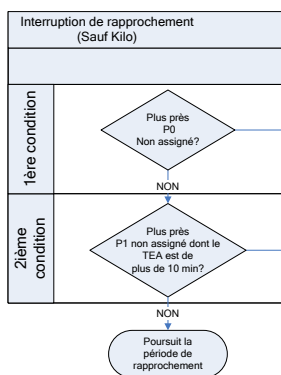 Interruption de rapprochement
(Sauf Kilo)
1ère condition
Plus près
P0
Non assigné?
NON
2ième
condition
Plus près
P1 non assigné dont le
TEA est de
plus de 10 min?
NON
Poursuit la
période de
rapprochement